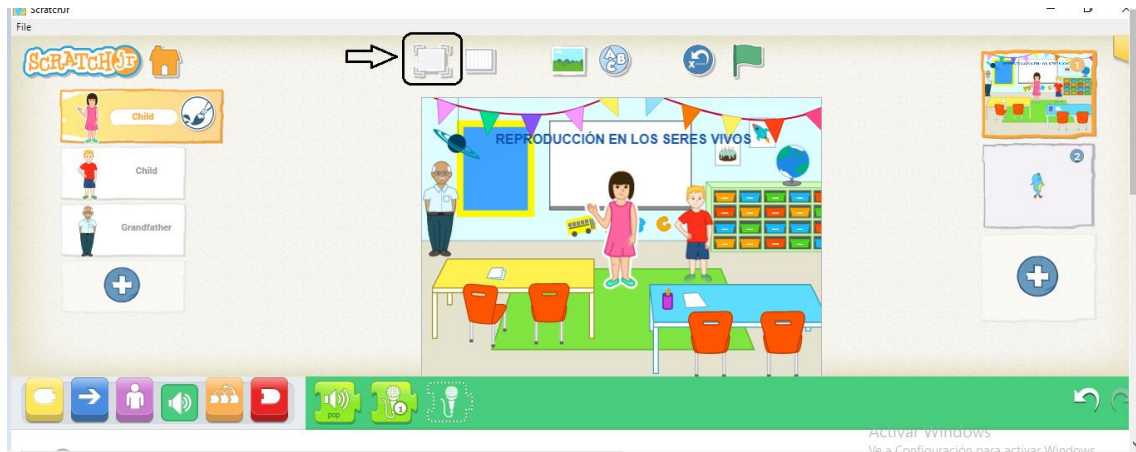 ScratchJr
File
SCRATCHJr
Child
Child
Grandfather
A
B
C
REPRODUCCIÓN EN LOS SERES VIVOS
1
2
pop
1
Activar Windows
Ve a Configuración para activar Windows.